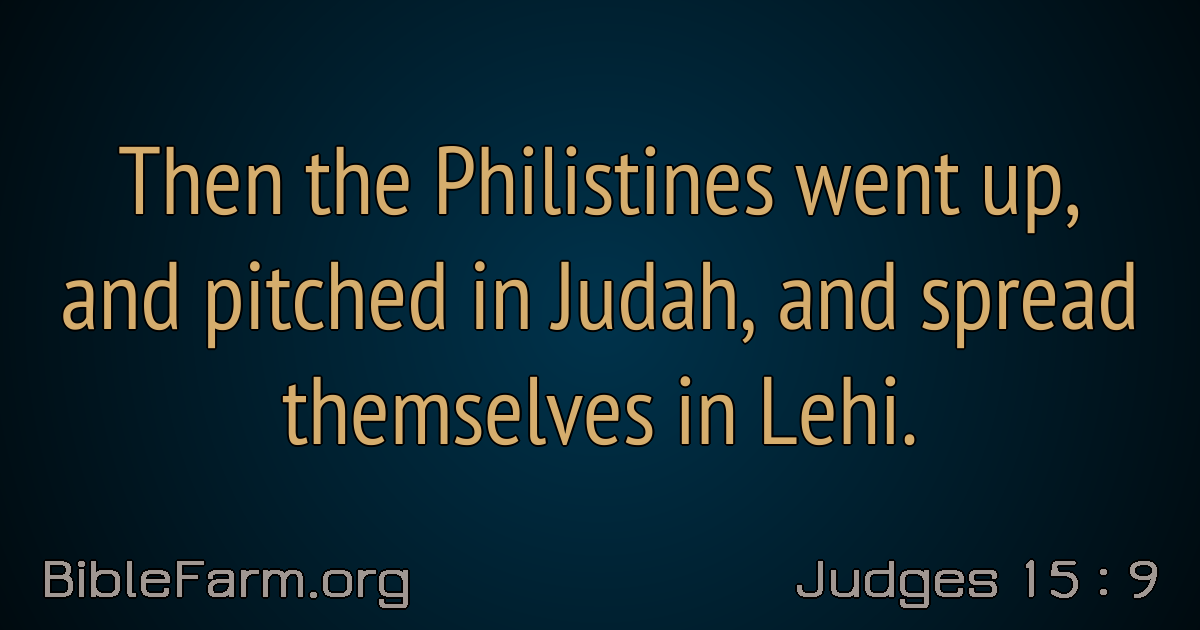 Then the Philistines went up,
and pitched in Judah, and spread
themselves in Lehi.
BibleFarm.org
Judges 15 : 9